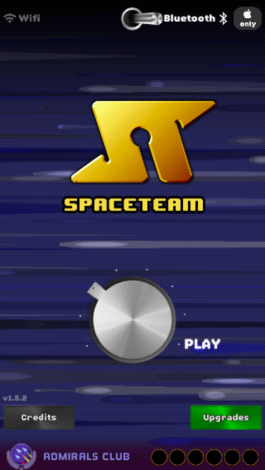 Wifi
Bluetooth
only
SPACETEAM
PLAY
v1.5.2
Credits
Upgrades
ADMIRALS CLUB